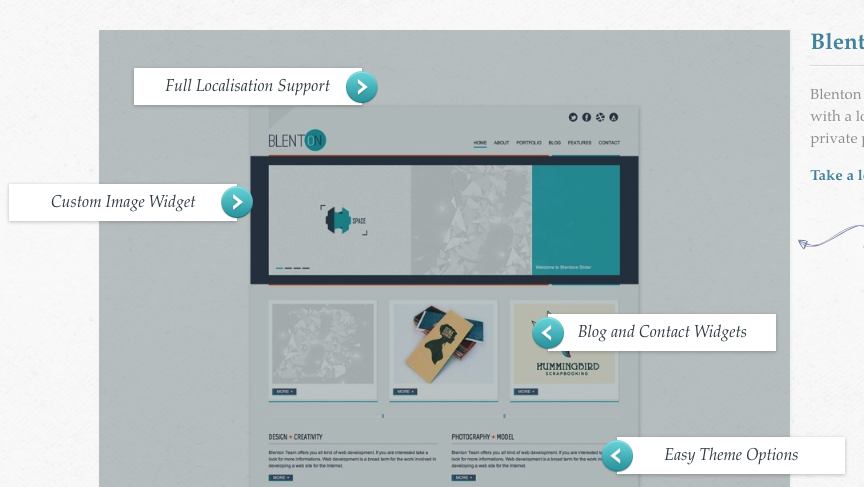 Full Localisation Support
BLENTON
HOME ABOUT PORTFOLIO BLOG FEATURES CONTACT
Custom Image Widget
SPACE
Welcome to Blentons Slider
Blog and Contact Widgets
HUMMINGBIRD
SCRAPBOOKING
MORE +
MORE +
MORE +
DESIGN + CREATIVITY
Blenton Team offers you all kind of web development. If you are interested take a
look for more informations. Web development is a broad term for the work involved in
developing a web site for the internet.
MORE +
PHOTOGRAPHY + MODEL
Blenton Team offers you all kind of web development. If you are interested
look for more informations. Web development is a broad term for the work
developing a web site for the internet.
MORE +
Easy Theme Options
Blent
Blenton
with a lo
private p
Take a l